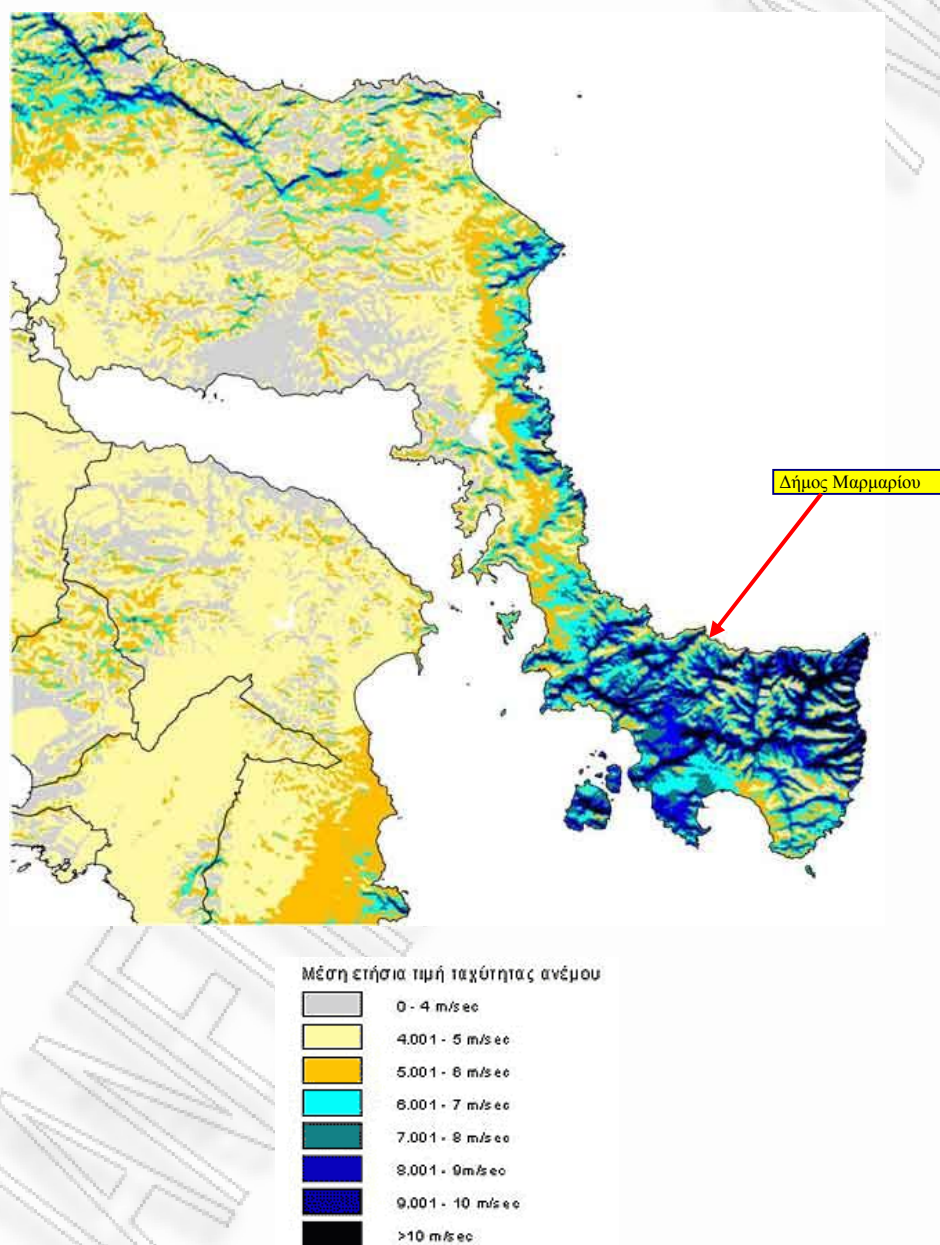 Δήμος Μαρμαρίου
Μέση ετήσια τιμή ταχύτητας ανέμου
0 - 4 m/sec
4.001 - 5 m/sec
5.001 - 6 m/sec
6.001 - 7 m/sec
7.001 - 8 m/sec
8.001 - 9m/sec
9.001 - 10 m/sec
>10 m/sec